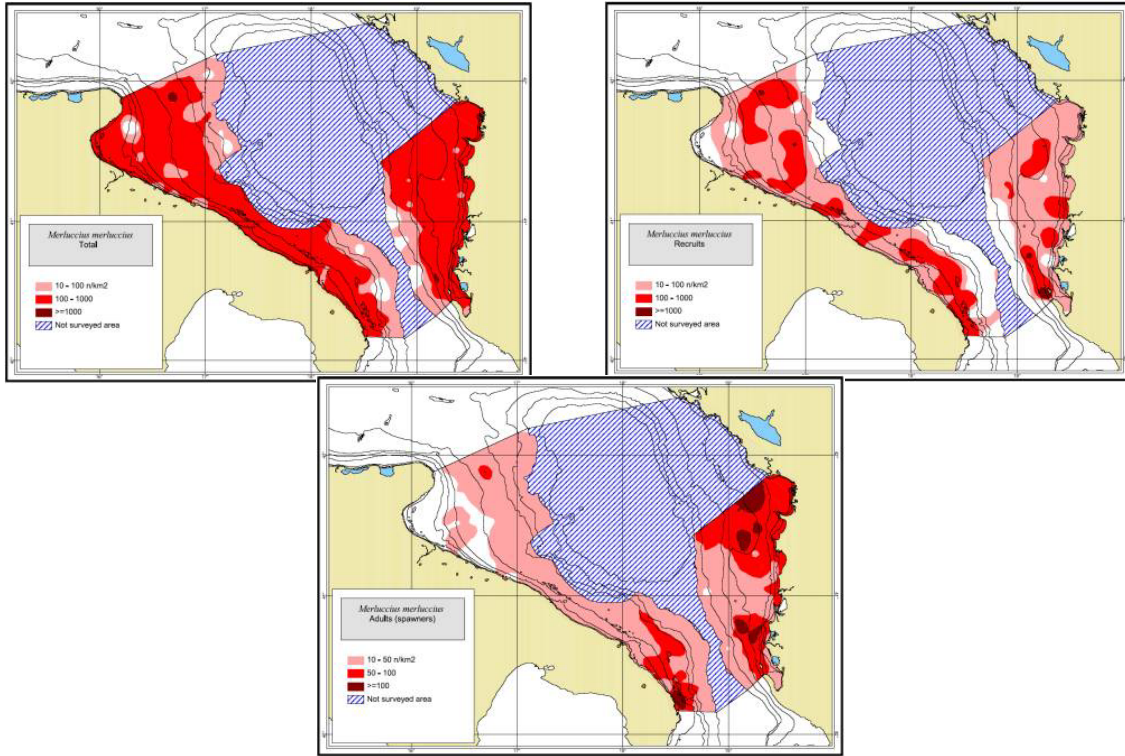 Merluccius merluccius
Total
10 – 100 n/km2
100 – 1000
>=1000
Not surveyed area
Merluccius merluccius
Recruits
10 – 100 n/km2
100 – 1000
>=1000
Not surveyed area
Merluccius merluccius
Adults (spawners)
10 – 50 n/km2
50 – 100
>=100
Not surveyed area